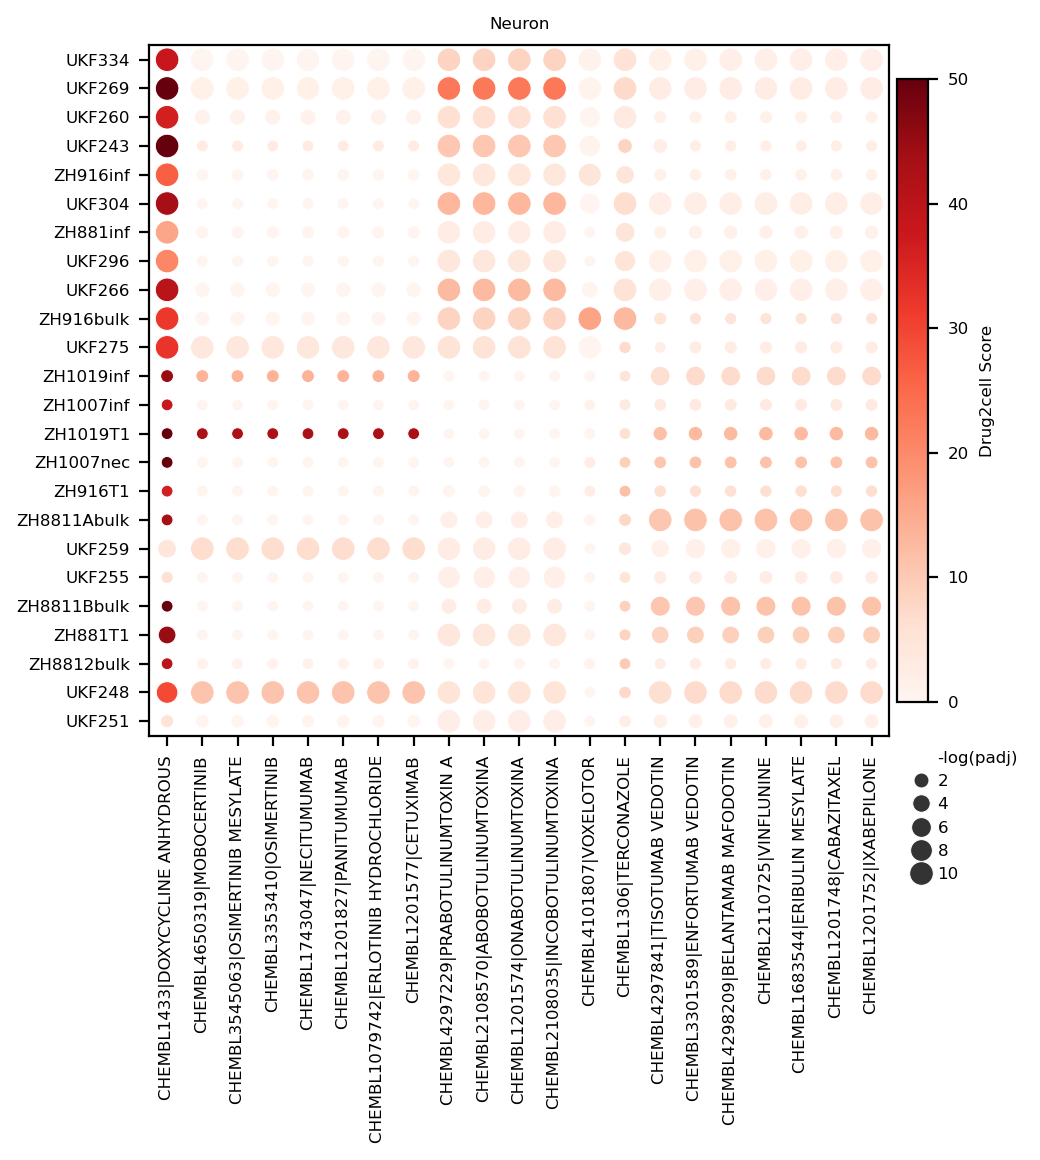 Neuron
UKF334
UKF269
UKF260
UKF243
ZH916inf
UKF304
ZH881inf
UKF296
UKF266
ZH916bulk
UKF275
ZH1019inf
ZH1007inf
ZH1019T1
ZH1007nec
ZH916T1
ZH8811Abulk
UKF259
UKF255
ZH8811Bbulk
ZH881T1
ZH8812bulk
UKF248
UKF251
CHEMBL1433|DOXYCYCLINE ANHYDROUS
CHEMBL4650319|MOBOCERTINIB
CHEMBL3545063|OSIMERTINIB MESYLATE
CHEMBL3353410|OSIMERTINIB
CHEMBL1743047|NECITUMUMAB
CHEMBL1201827|PANITUMUMAB
CHEMBL1079742|ERLOTINIB HYDROCHLORIDE
CHEMBL1201577|CETUXIMAB
CHEMBL4297229|PRABOTULINUMTOXIN A
CHEMBL2108570|ABOBOTULINUMTOXINA
CHEMBL1201574|ONABOTULINUMTOXINA
CHEMBL2108035|INCOBOTULINUMTOXINA
CHEMBL4101807|VOXELOTOR
CHEMBL1306|TERCONAZOLE
CHEMBL4297841|TISOTUMAB VEDOTIN
CHEMBL3301589|ENFORTUMAB VEDOTIN
CHEMBL4298209|BELANTAMAB MAFODOTIN
CHEMBL2110725|VINFLUNINE
CHEMBL1683544|ERIBULIN MESYLATE
CHEMBL1201748|CABAZITAXEL
CHEMBL1201752|IXABEPILONE
50
40
30
20
10
0
Drug2cell Score
-log(padj)
2
4
6
8
10